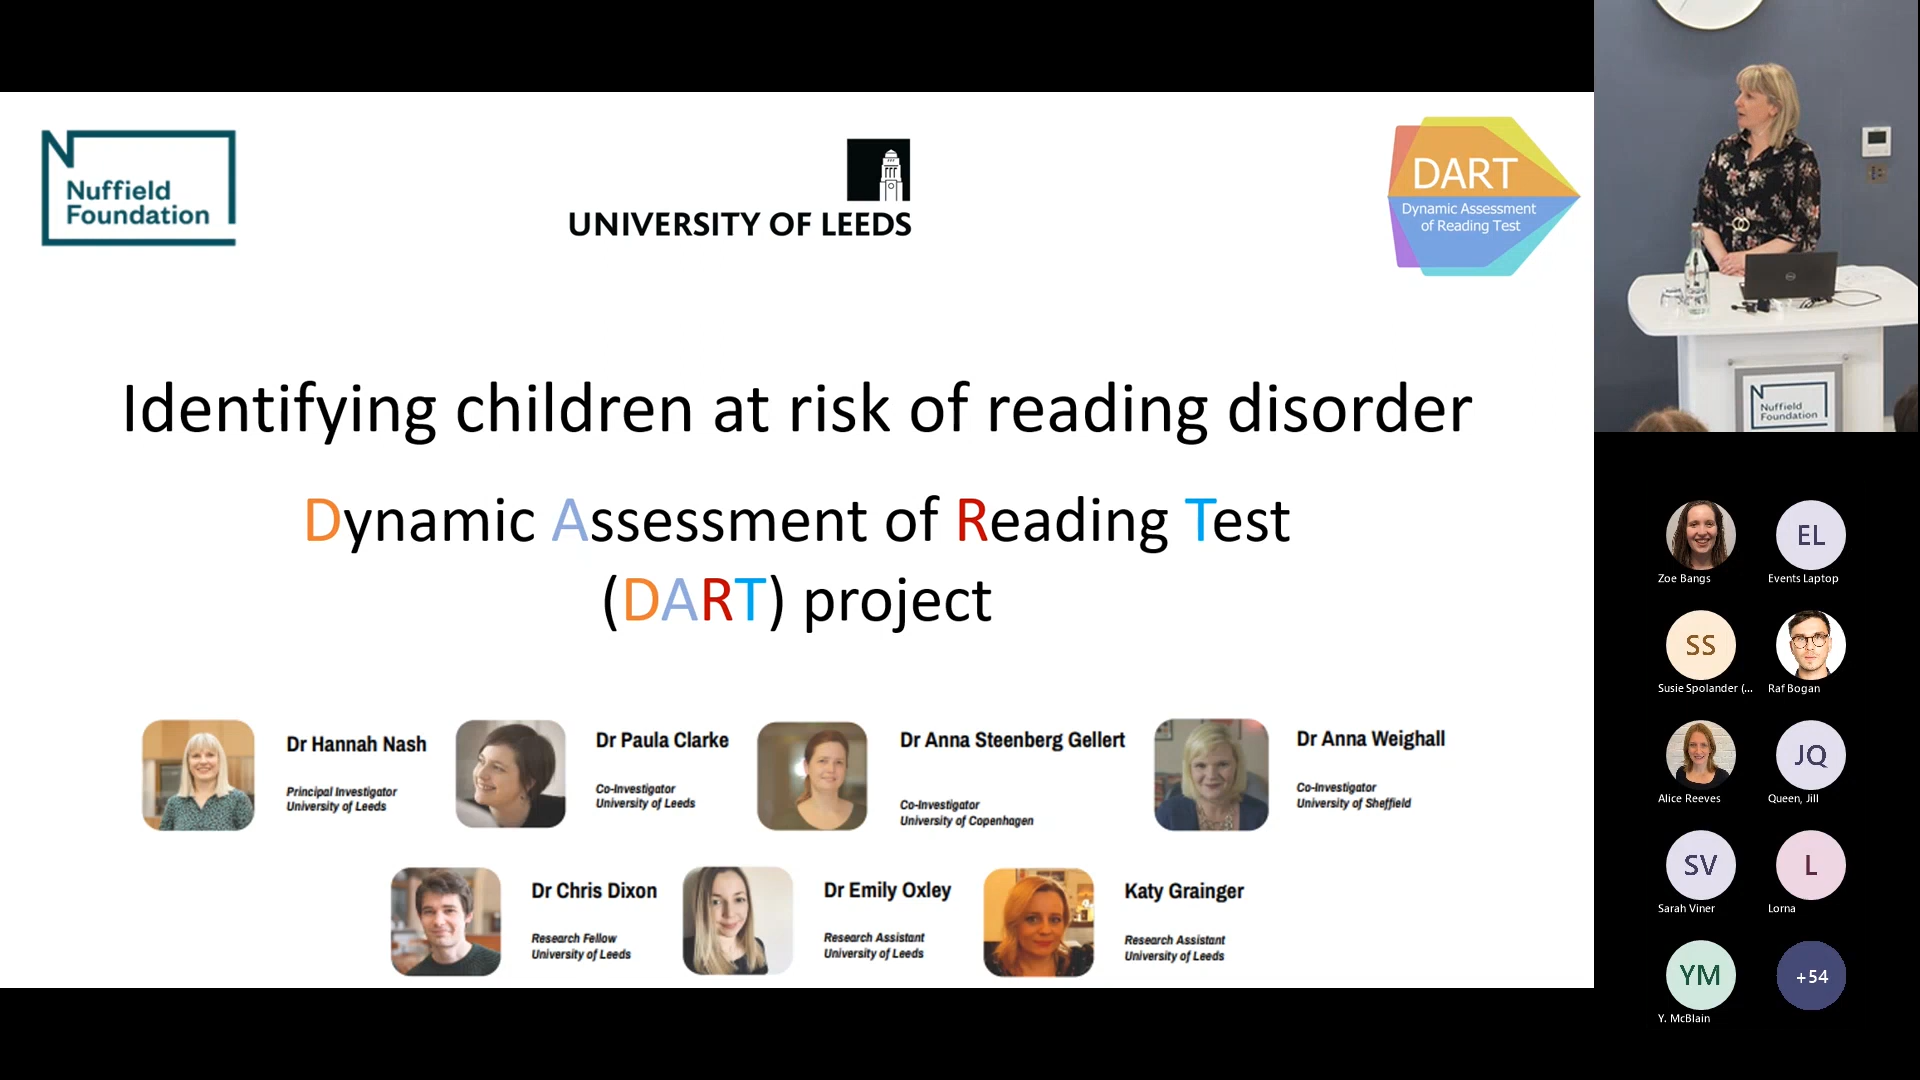 Nuffield
Foundation
UNIVERSITY OF LEEDS
DART
Dynamic Assessment
of Reading Test
Identifying children at risk of reading disorder
Dynamic Assessment of Reading Test
(DART) project
Dr Hannah Nash
Principal Investigator
University of Leeds
Dr Paula Clarke
Co-Investigator
University of Leeds
Dr Anna Steenberg Gellert
Co-Investigator
University of Copenhagen
Dr Anna Weighall
Co-Investigator
University of Sheffield
Dr Chris Dixon
Research Fellow
University of Leeds
Dr Emily Oxley
Research Assistant
University of Leeds
Katy Grainger
Research Assistant
University of Leeds
Nuffield
Foundation
Zoe Bangs
EL
Events Laptop
SS
Susie Spolander (...
Raf Bogan
Alice Reeves
JQ
Queen, Jill
SV
Sarah Viner
L
Lorna
YM
Y. McBlain
+54